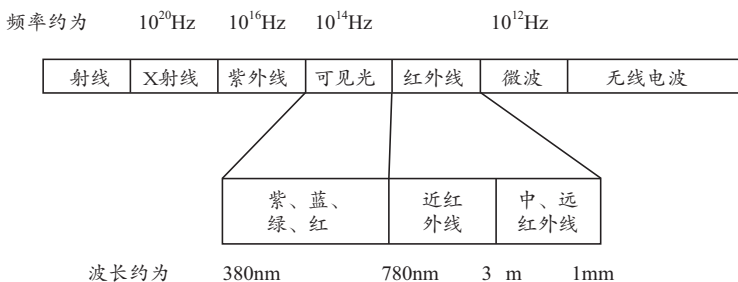 频率约为 10²⁰Hz 10¹⁶Hz 10¹⁴Hz 10¹²Hz
射线 X射线 紫外线 可见光 红外线 微波 无线电波
紫、蓝、 近红 中、远
绿、红 外线 红外线
波长约为 380nm 780nm 3 m 1mm